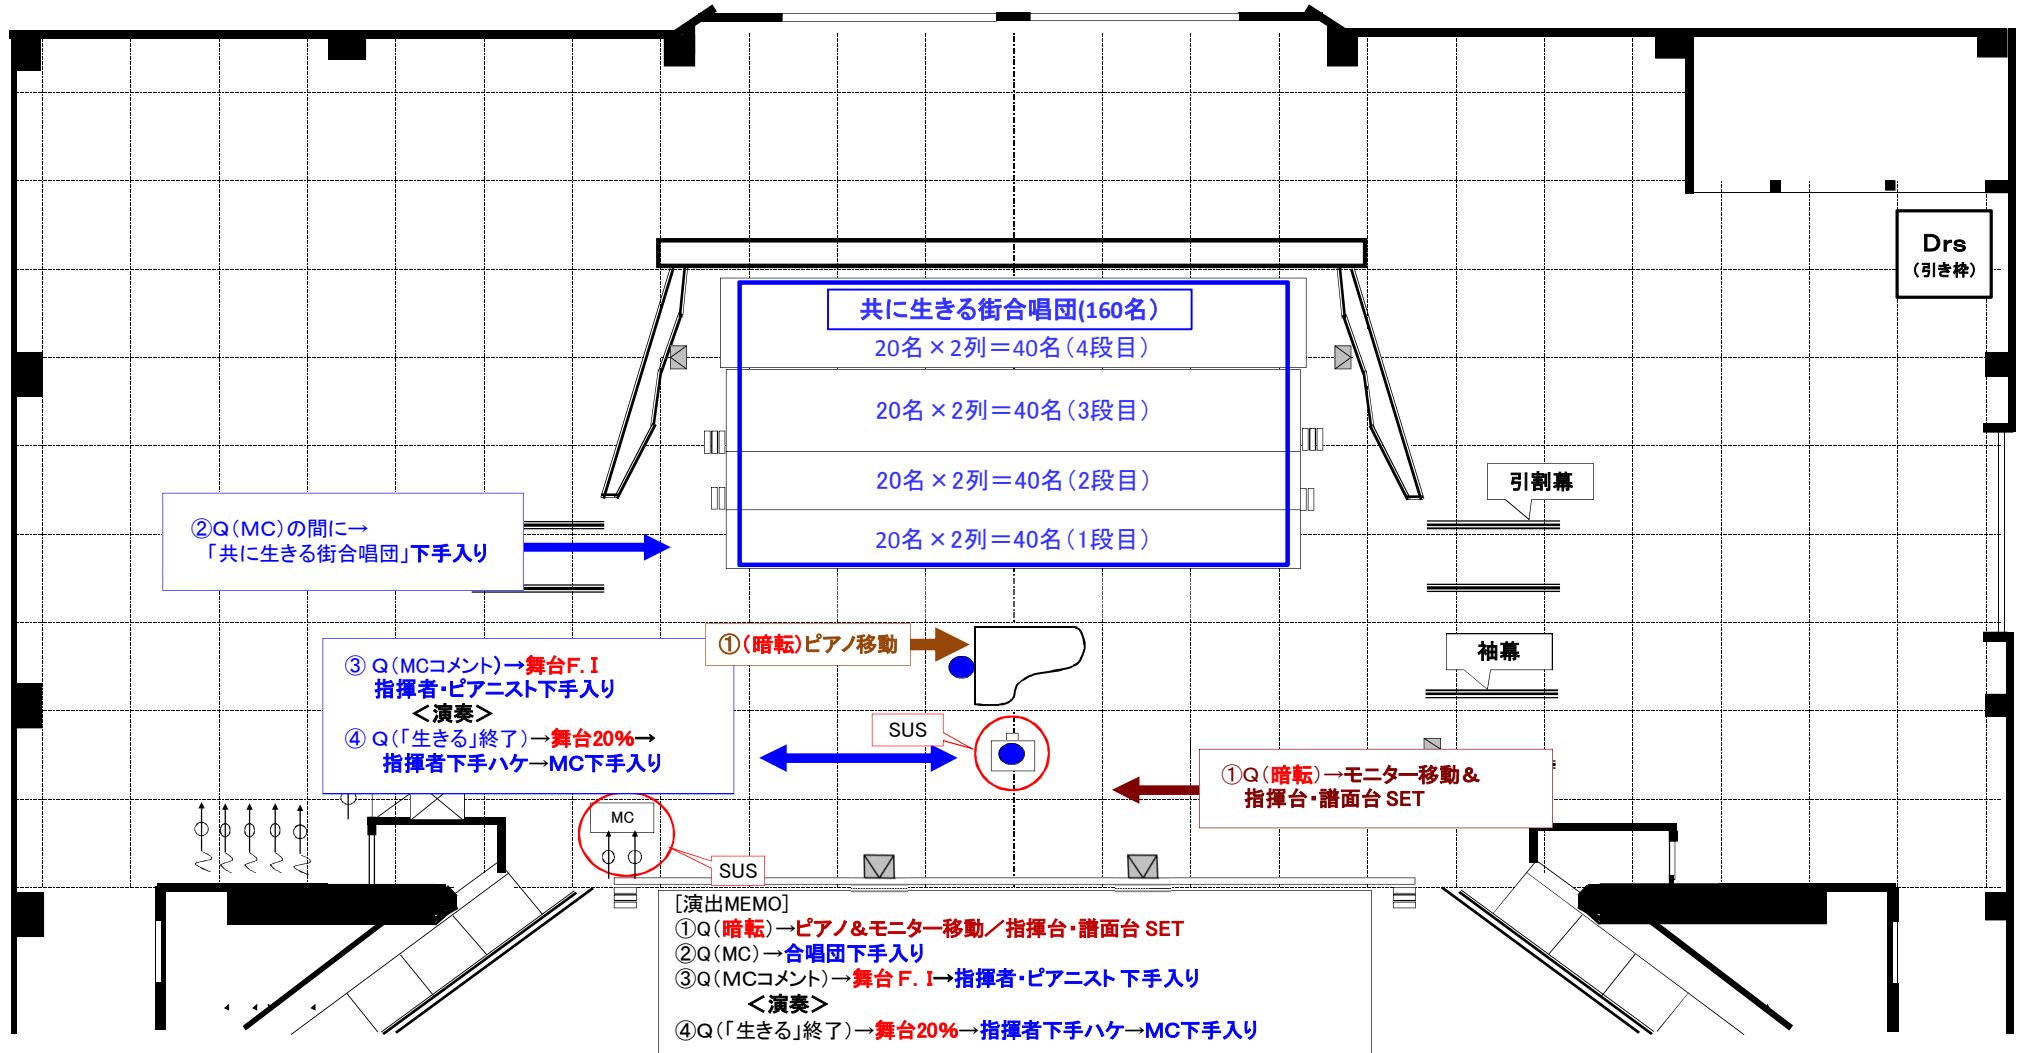 Drs
(引き枠)
共に生きる街合唱団(160名)
20名×2列=40名(4段目)
20名×2列=40名(3段目)
20名×2列=40名(2段目)
20名×2列=40名(1段目)
引割幕
②Q(MC)の間に→
「共に生きる街合唱団」下手入り
①(暗転)ピアノ移動
袖幕
③ Q(MCコメント)→舞台F.I
指揮者・ピアニスト下手入り
<演奏>
④ Q(「生きる」終了)→舞台20%→
指揮者下手ハケ→MC下手入り
SUS
①Q(暗転)→モニター移動&
指揮台・譜面台 SET
MC
SUS
[演出MEMO]
①Q(暗転)→ピアノ&モニター移動/指揮台・譜面台 SET
②Q(MC)→合唱団下手入り
③Q(MCコメント)→舞台 F. I→指揮者・ピアニスト 下手入り
<演奏>
④Q(「生きる」終了)→舞台20%→指揮者下手ハケ→MC下手入り